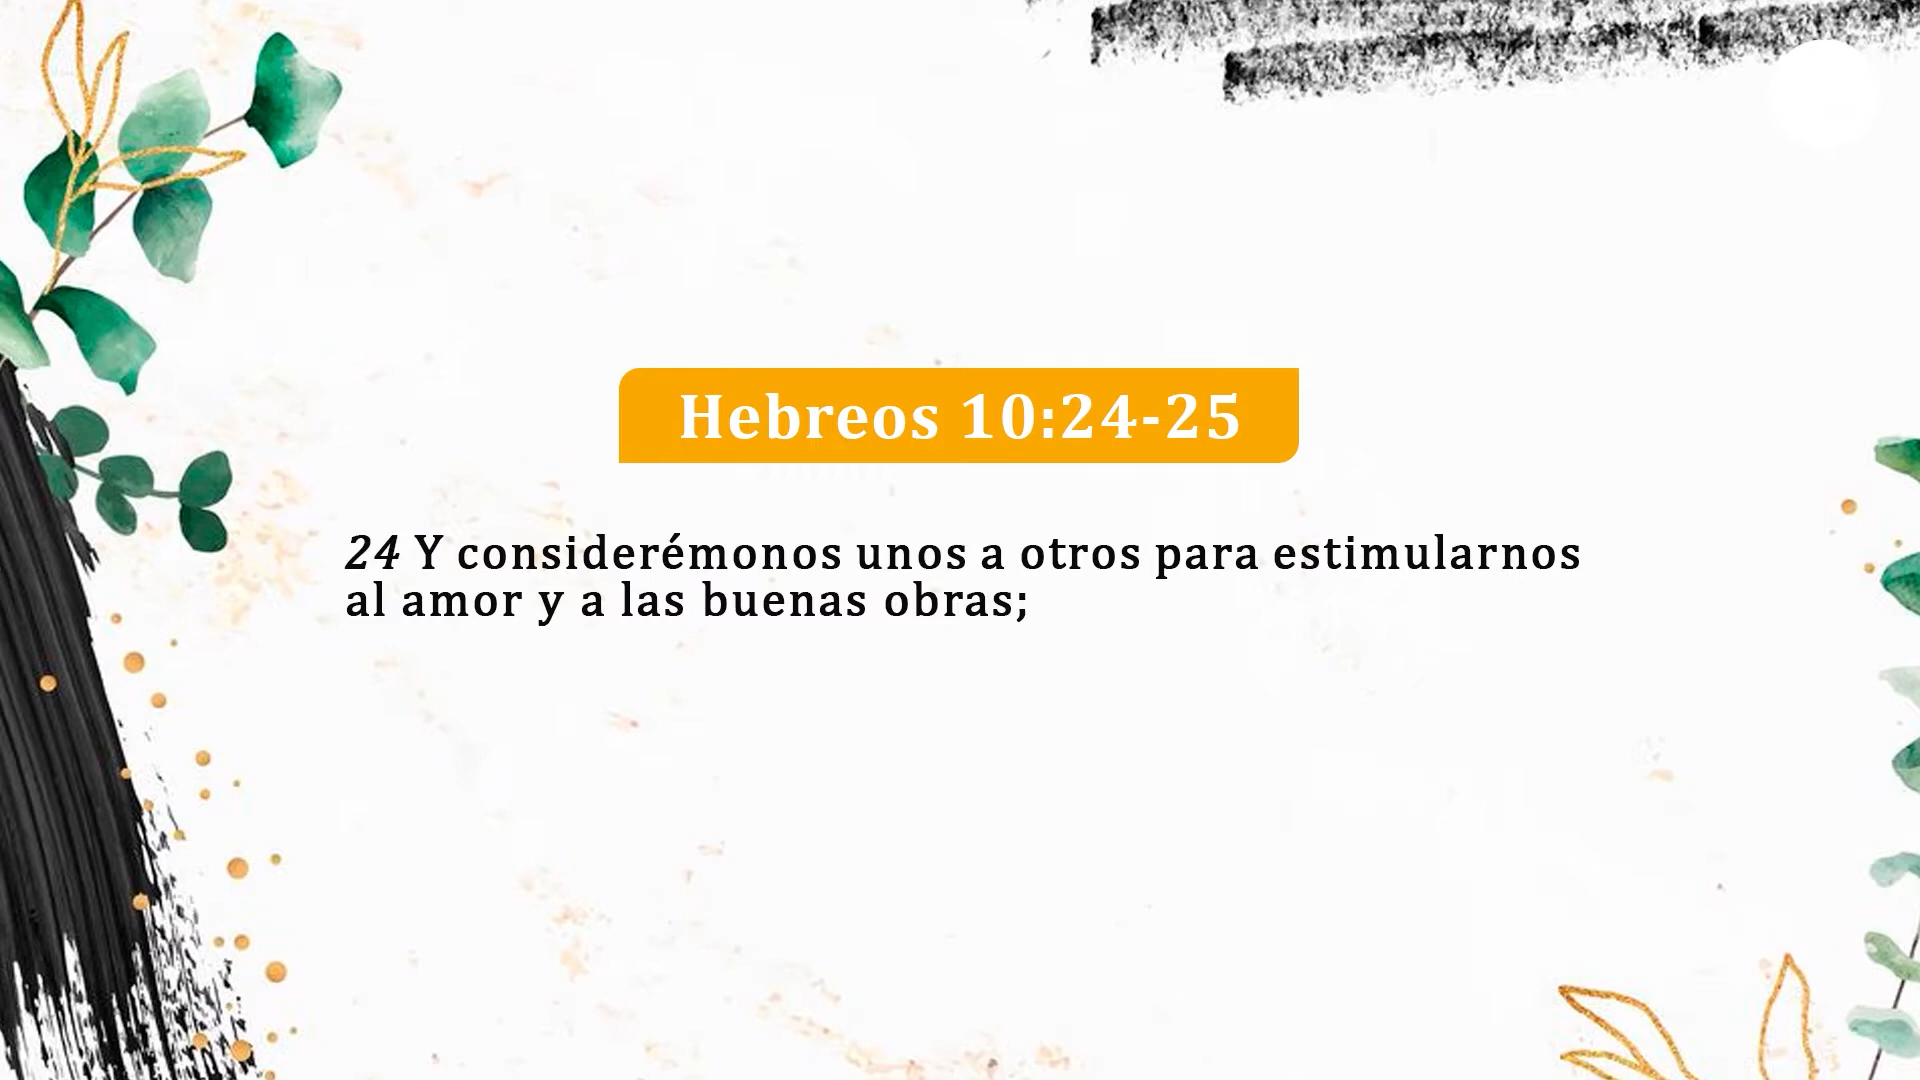 Hebreos 10:24-25
24 Y considerémonos unos a otros para estimularnos
al amor y a las buenas obras;